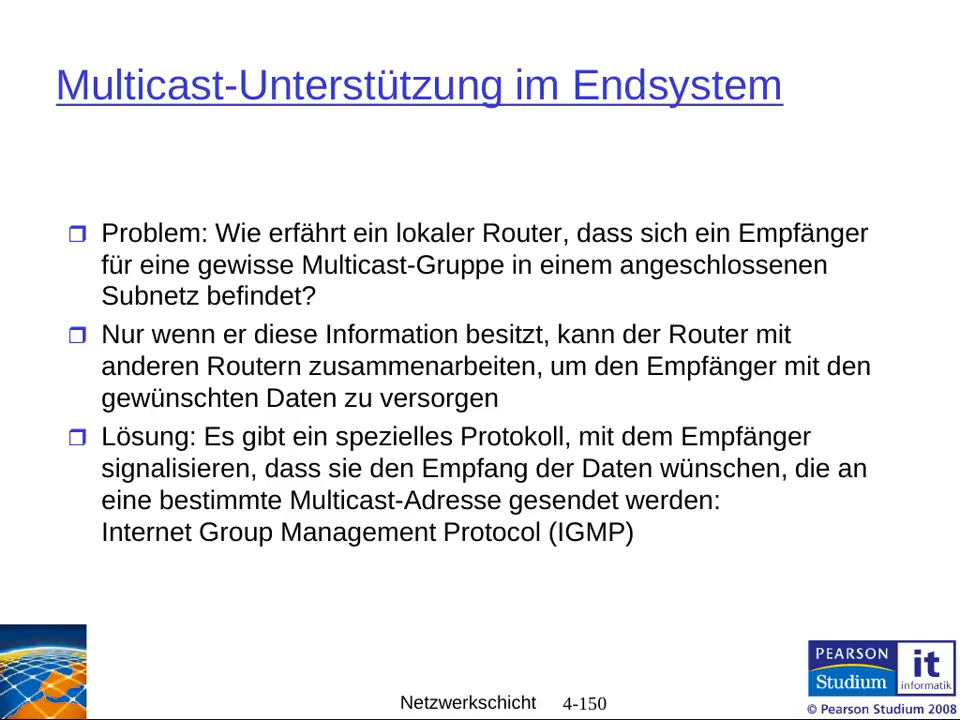 Multicast-Unterstützung im Endsystem
Problem: Wie erfährt ein lokaler Router, dass sich ein Empfänger
für eine gewisse Multicast-Gruppe in einem angeschlossenen
Subnetz befindet?
Nur wenn er diese Information besitzt, kann der Router mit
anderen Routern zusammenarbeiten, um den Empfänger mit den
gewünschten Daten zu versorgen
Lösung: Es gibt ein spezielles Protokoll, mit dem Empfänger
signalisieren, dass sie den Empfang der Daten wünschen, die an
eine bestimmte Multicast-Adresse gesendet werden:
Internet Group Management Protocol (IGMP)
PEARSON
Studium
it
informatik
Netzwerkschicht 4-150
© Pearson Studium 2008